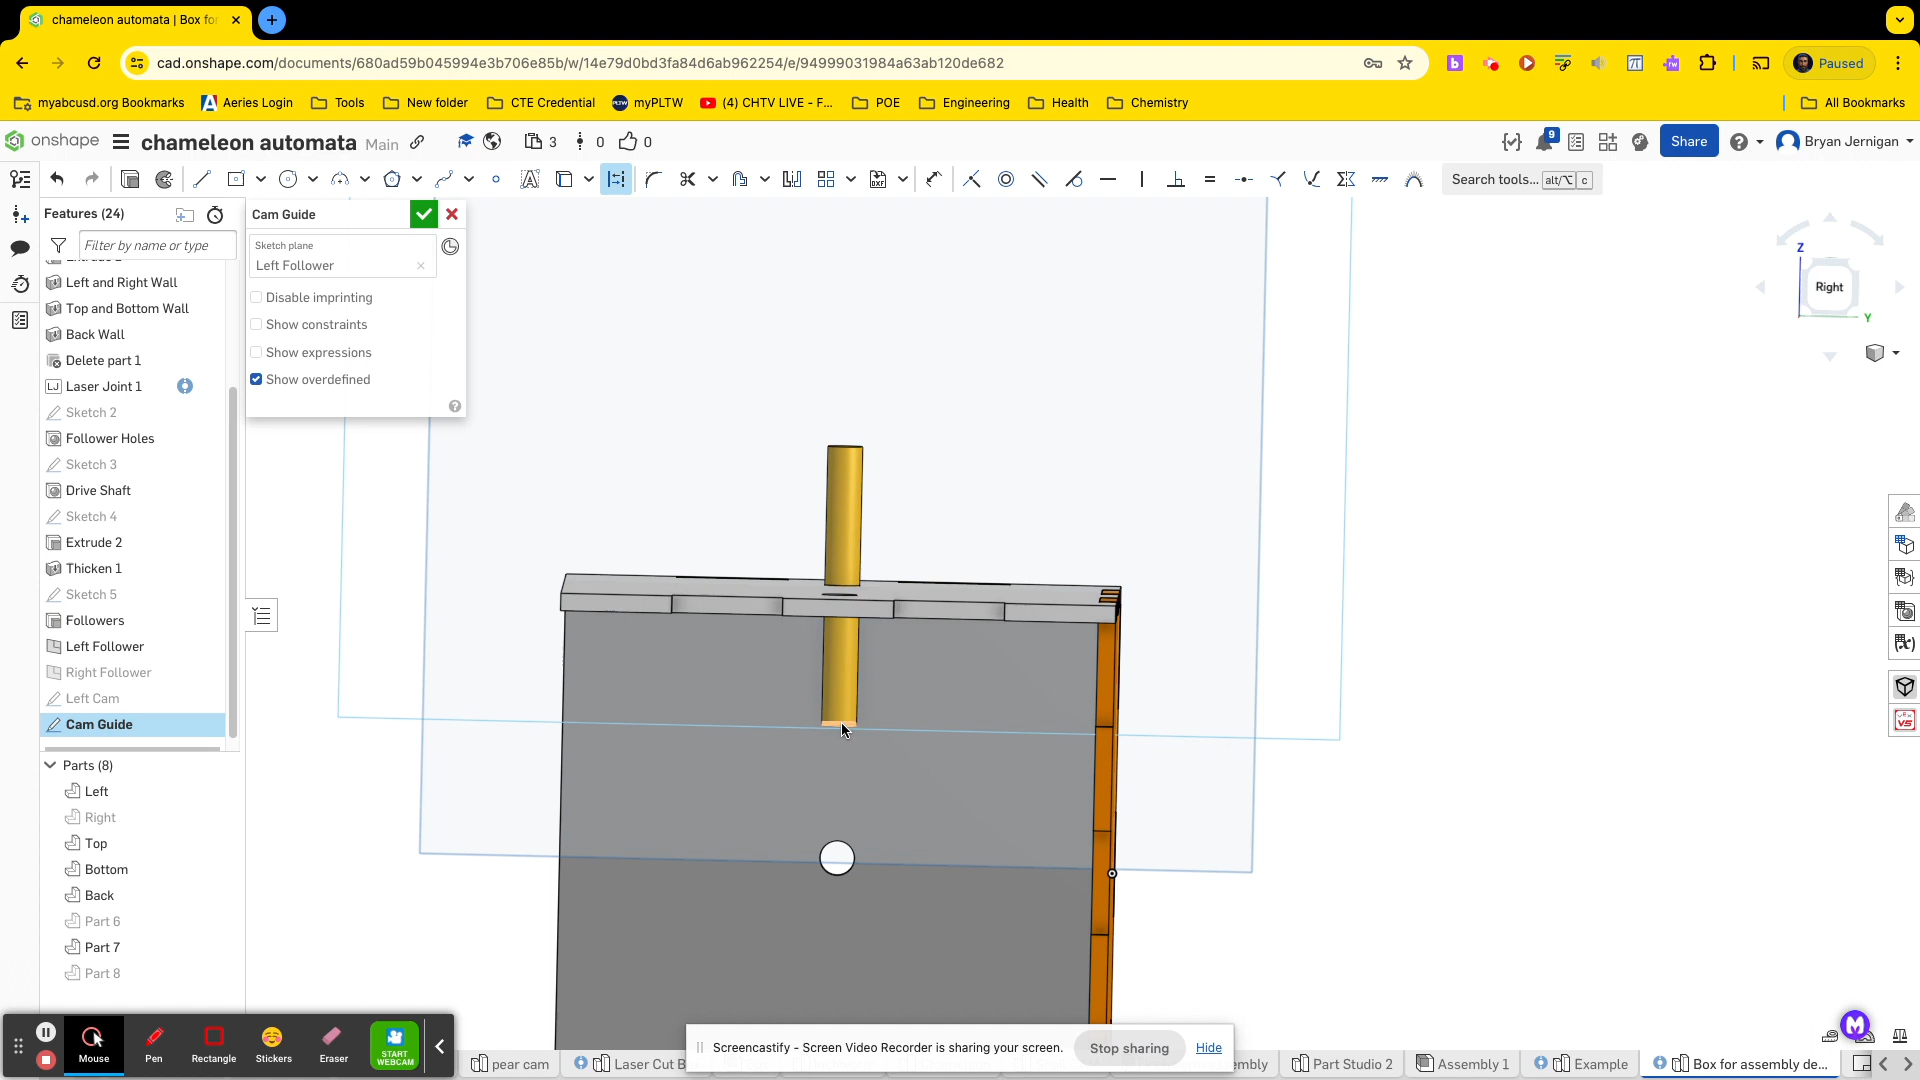 chameleon automata | Box for
cad.onshape.com/documents/680ad59b045994e3b706e85b/w/14e79d0bd3fa84d6ab962254/e/94999031984a63ab120de682
Paused
myabcusd.org Bookmarks
Aeries Login
Tools
New folder
CTE Credential
myPLTW
(4) CHTV LIVE - F...
POE
Engineering
Health
Chemistry
All Bookmarks
onshape
chameleon automata
Main
3
0
0
9
Share
Bryan Jernigan
Search tools... alt/⌥ c
Features (24)
Filter by name or type
Left and Right Wall
Top and Bottom Wall
Back Wall
Delete part 1
Laser Joint 1
Sketch 2
Follower Holes
Sketch 3
Drive Shaft
Sketch 4
Extrude 2
Thicken 1
Sketch 5
Followers
Left Follower
Right Follower
Left Cam
Cam Guide
Parts (8)
Left
Right
Top
Bottom
Back
Part 6
Part 7
Part 8
Cam Guide
Sketch plane
Left Follower
Disable imprinting
Show constraints
Show expressions
Show overdefined
Z
Right
Y
Mouse
Pen
Rectangle
Stickers
Eraser
START WEBCAM
Screencastify - Screen Video Recorder is sharing your screen.
Stop sharing
Hide
pear cam
Laser Cut B
embly
Part Studio 2
Assembly 1
Example
Box for assembly de...